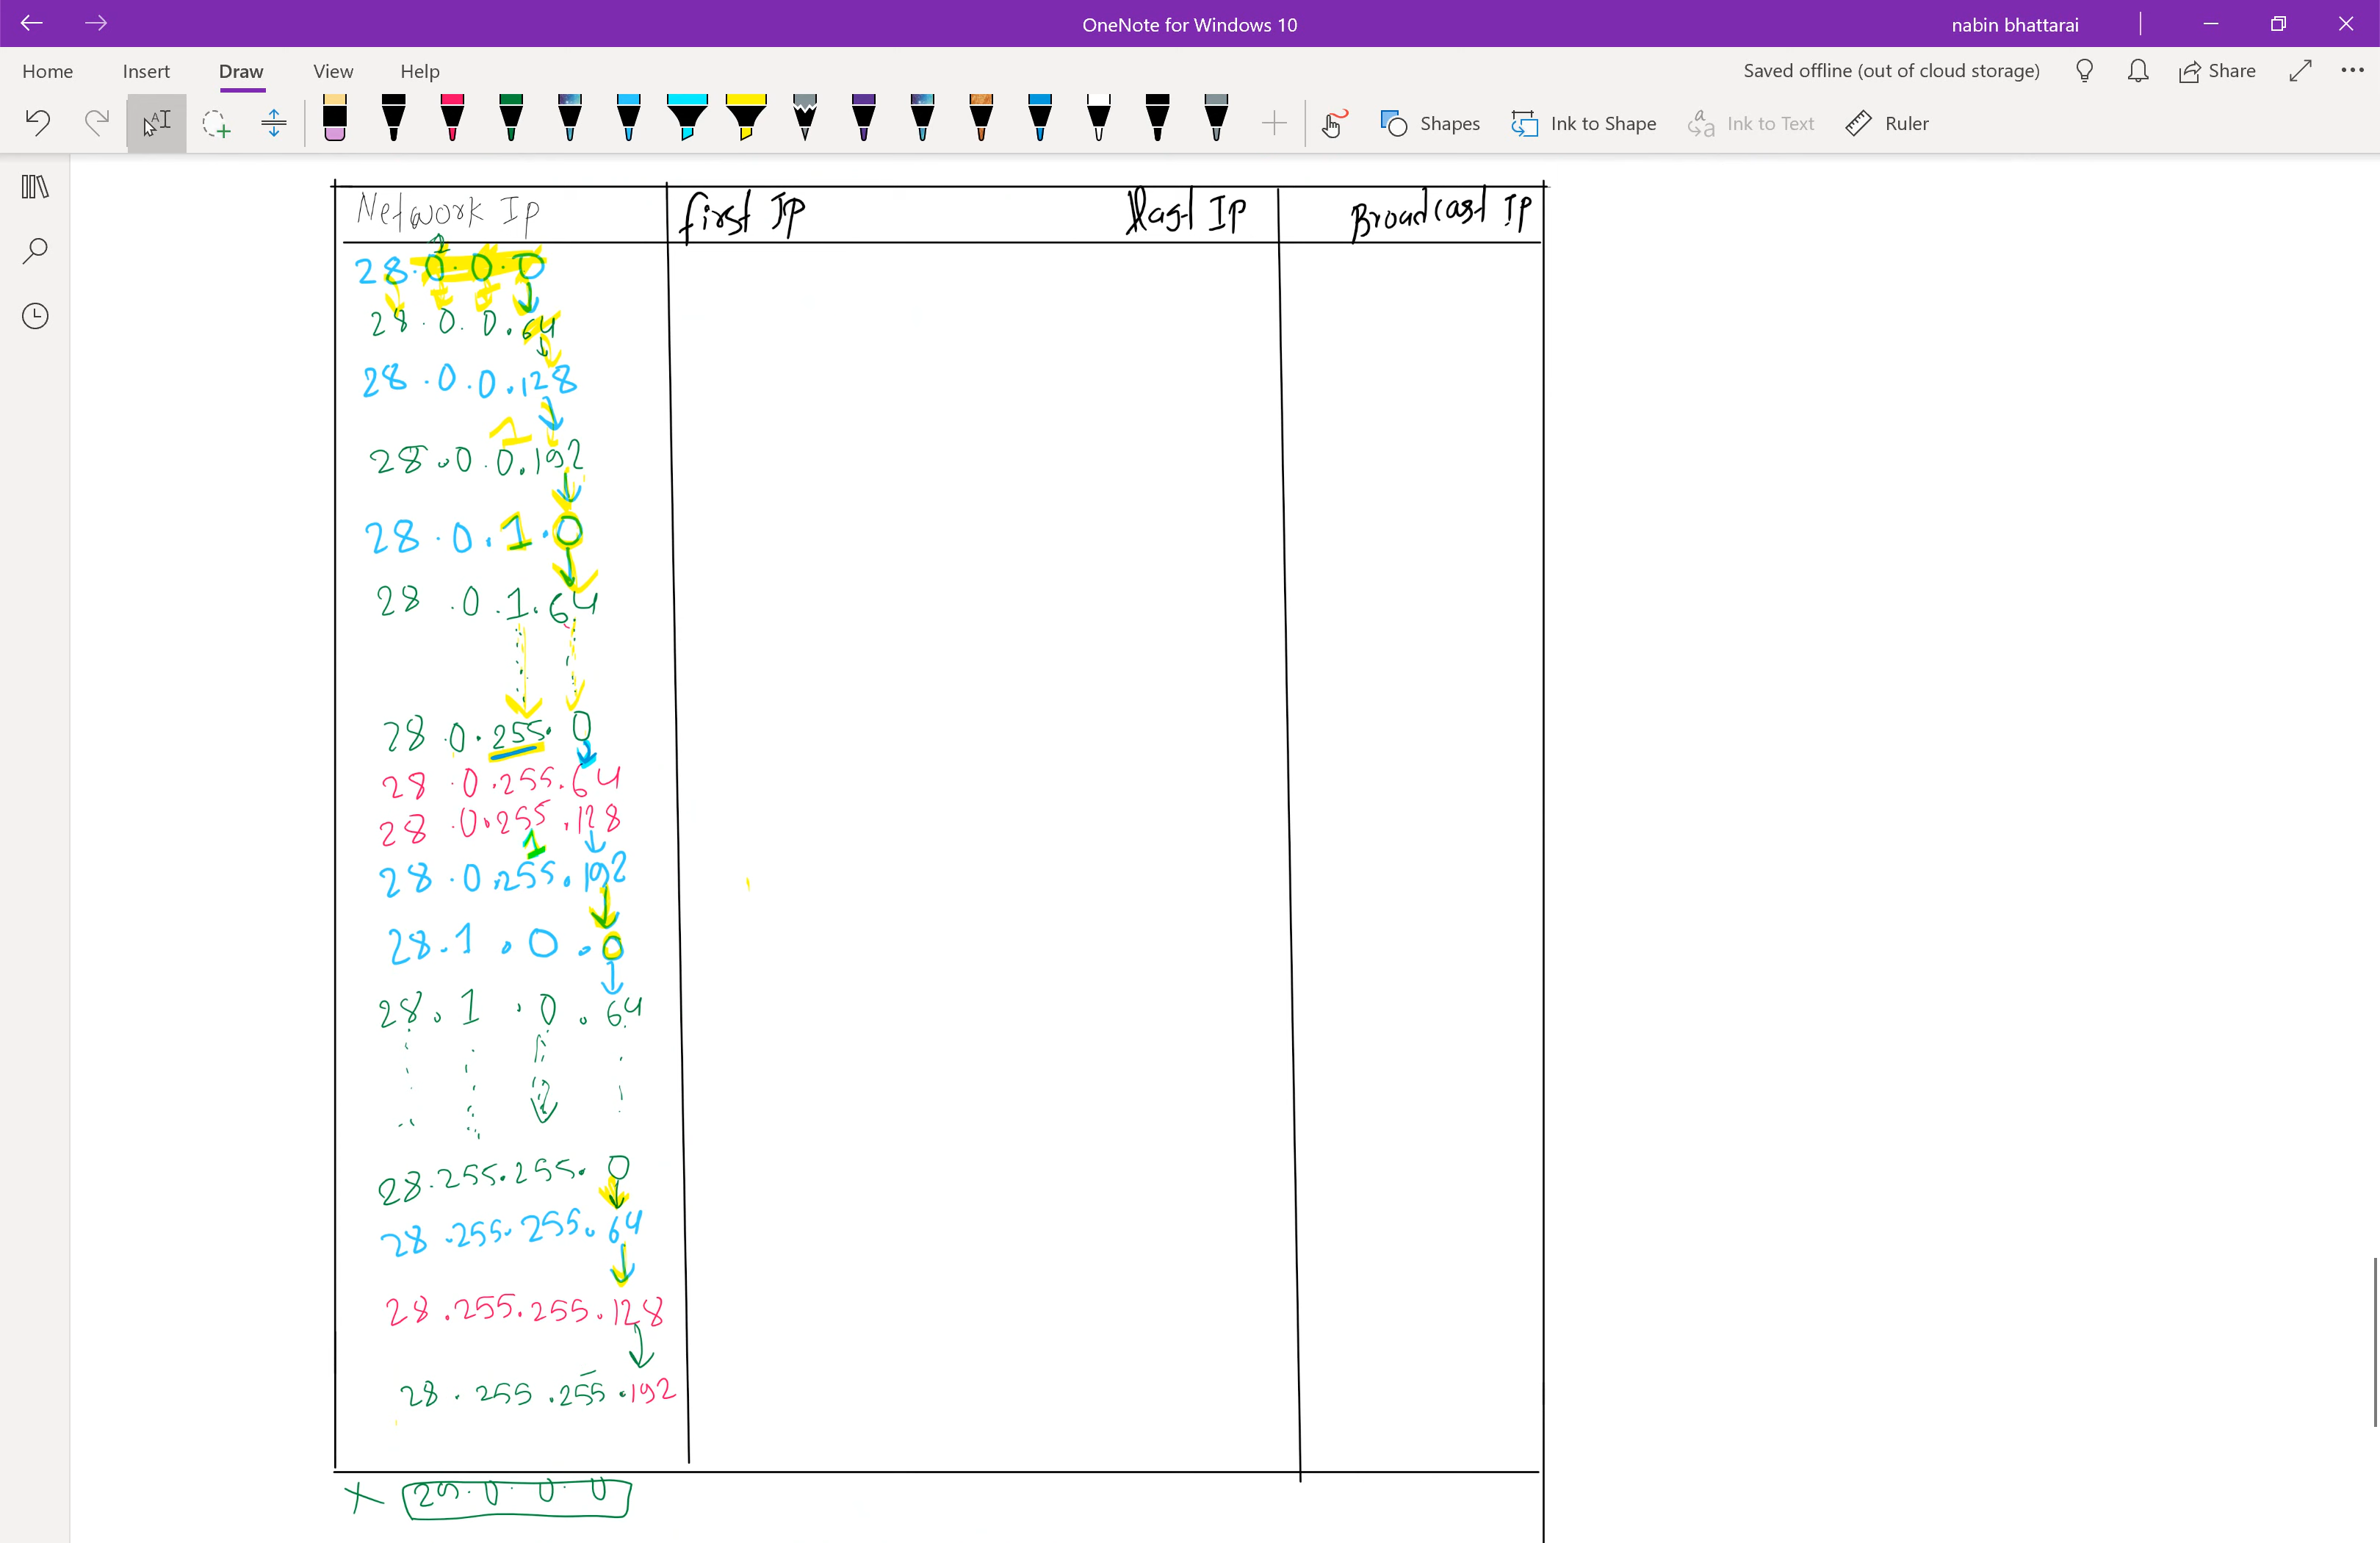 OneNote for Windows 10
nabin bhattarai
Home Insert Draw View Help
Saved offline (out of cloud storage)
Share
Shapes
Ink to Shape
Ink to Text
Ruler
Network Ip
first IP
last IP
Broadcast IP
1
28.0.0.0
28.0.0.64
28.0.0.128
1
28.0.0.192
28.0.1.0
28.0.1.64
28.0.255.0
28.0.255.64
28.0.255.128
1
28.0.255.192
28.1.0.0
28.1.0.64
28.255.255.0
28.255.255.64
28.255.255.128
28.255.255.192
x 29.0.0.0